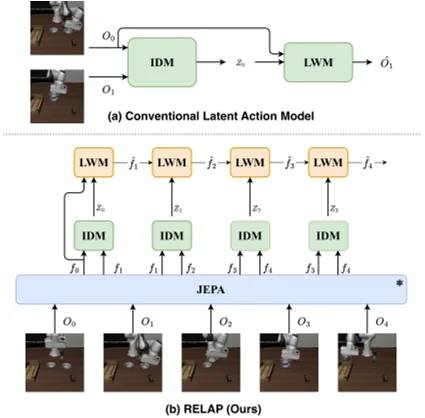 O₀
IDM
z₀
LWM
Ô₁
O₁
(a) Conventional Latent Action Model
LWM f̂₁ LWM f̂₂ LWM f̂₃ LWM f̂₄
z₀ z₁ z₂ z₃
IDM IDM IDM IDM
f₀ f₁ f₁ f₂ f₃ f₄ f₃ f₄
JEPA
O₀ O₁ O₂ O₃ O₄
(b) RELAP (Ours)